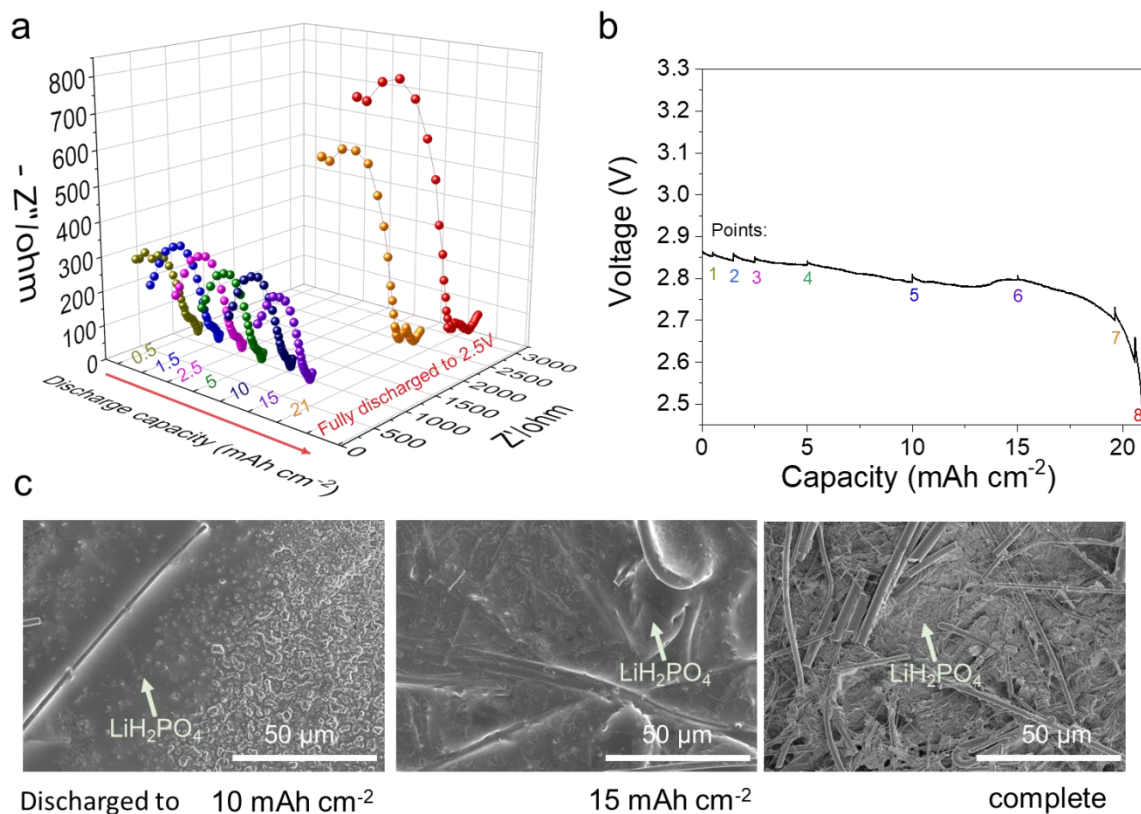 a
800
700
600
500
400
300
200
100
0
- Z''/ohm
0.5
1.5
2.5
5
10
15
21
Fully discharged to 2.5V
Discharge capacity (mAh cm-2)
0
500
1000
1500
2000
2500
3000
Z'/ohm
b
3.3
3.2
3.1
3.0
2.9
2.8
2.7
2.6
2.5
Voltage (V)
Points:
1
2
3
4
5
6
7
8
0
5
10
15
20
Capacity (mAh cm-2)
c
LiH2PO4
50 µm
LiH2PO4
50 µm
LiH2PO4
50 µm
Discharged to 10 mAh cm-2
15 mAh cm-2
complete